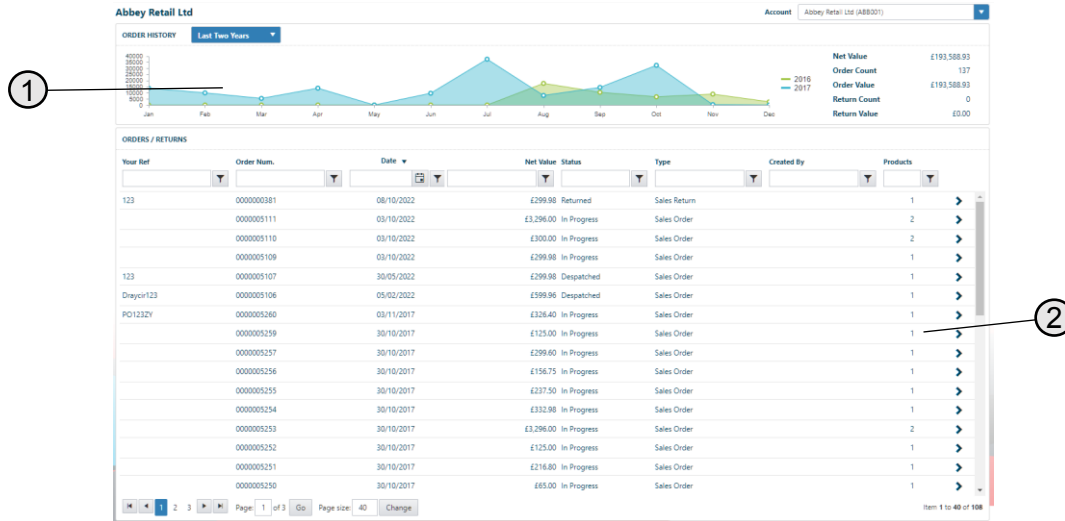 Abbey Retail Ltd Account Abbey Retail Ltd (ABB001)
ORDER HISTORY Last Two Years
40000
35000
30000
25000
20000
15000
10000
5000
0
Jan Feb Mar Apr May Jun Jul Aug Sep Oct Nov Dec
2016
2017
Net Value £193,588.93
Order Count 137
Order Value £193,588.93
Return Count 0
Return Value £0.00
1
ORDERS / RETURNS
Your Ref Order Num. Date Net Value Status Type Created By Products
123 0000000381 08/10/2022 £299.98 Returned Sales Return 1
0000005111 03/10/2022 £3,296.00 In Progress Sales Order 2
0000005110 03/10/2022 £300.00 In Progress Sales Order 2
0000005109 03/10/2022 £299.98 In Progress Sales Order 1
123 0000005107 30/05/2022 £299.98 Despatched Sales Order 1
Draycir123 0000005106 05/02/2022 £599.96 Despatched Sales Order 1
PO123ZY 0000005260 03/11/2017 £326.40 In Progress Sales Order 1
0000005259 30/10/2017 £125.00 In Progress Sales Order 1
2
0000005257 30/10/2017 £299.60 In Progress Sales Order 1
0000005256 30/10/2017 £156.75 In Progress Sales Order 1
0000005255 30/10/2017 £237.50 In Progress Sales Order 1
0000005254 30/10/2017 £332.98 In Progress Sales Order 1
0000005253 30/10/2017 £3,296.00 In Progress Sales Order 2
0000005252 30/10/2017 £125.00 In Progress Sales Order 1
0000005251 30/10/2017 £216.80 In Progress Sales Order 1
0000005250 30/10/2017 £65.00 In Progress Sales Order 1
1 2 3 Page: 1 of 3 Go Page size: 40 Change Item 1 to 40 of 108